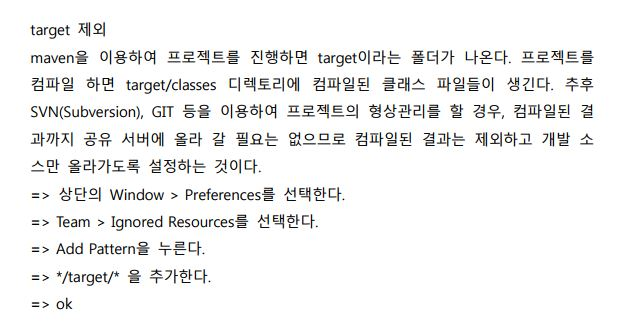 target 제외
maven을 이용하여 프로젝트를 진행하면 target이라는 폴더가 나온다. 프로젝트를
컴파일 하면 target/classes 디렉토리에 컴파일된 클래스 파일들이 생긴다. 추후
SVN(Subversion), GIT 등을 이용하여 프로젝트의 형상관리를 할 경우, 컴파일된 결
과까지 공유 서버에 올라 갈 필요는 없으므로 컴파일된 결과는 제외하고 개발 소
스만 올라가도록 설정하는 것이다.
=> 상단의 Window > Preferences를 선택한다.
=> Team > Ignored Resources를 선택한다.
=> Add Pattern을 누른다.
=> */target/* 을 추가한다.
=> ok